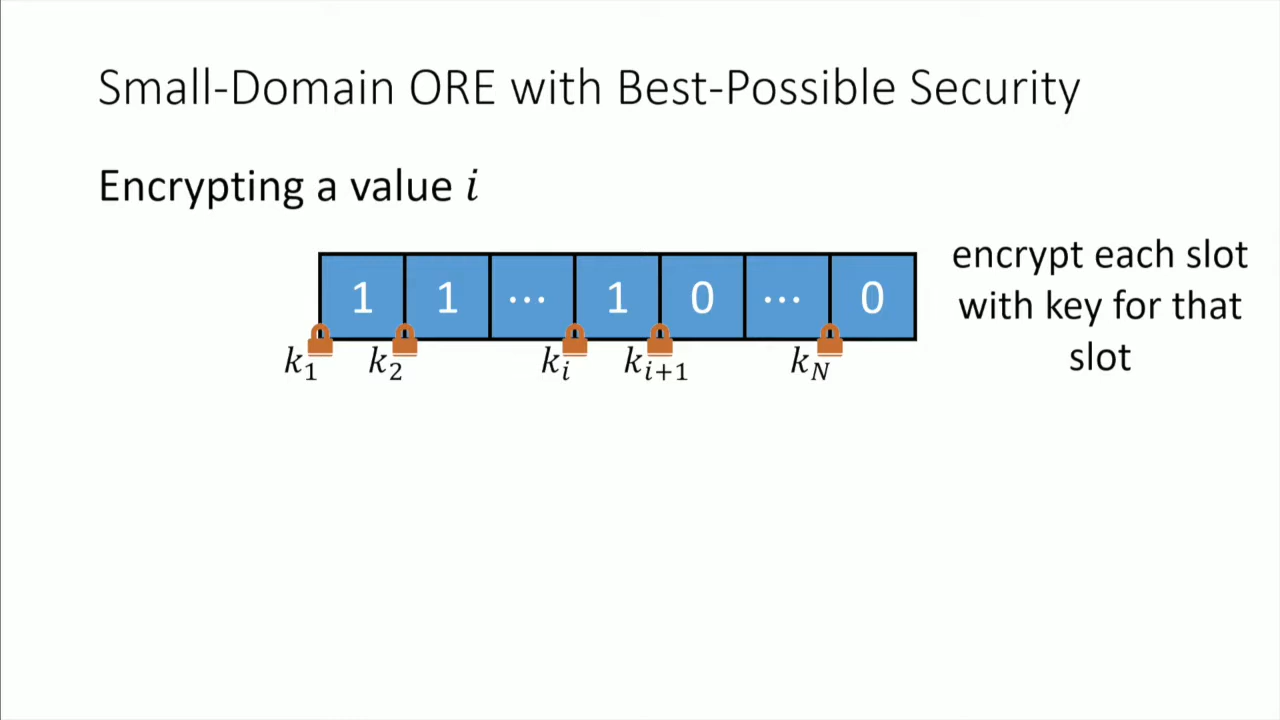 Small-Domain ORE with Best-Possible Security
Encrypting a value i
1 1 ⋯ 1 0 ⋯ 0
k₁ k₂ kᵢ kᵢ₊₁ k_N
encrypt each slot
with key for that
slot